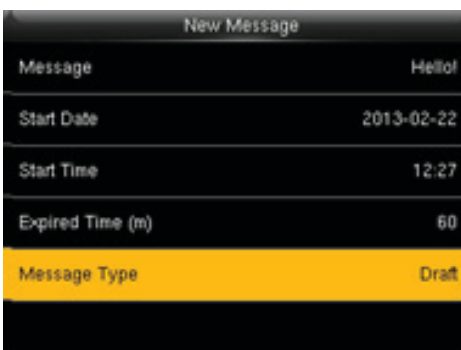 New Message
Message Hello!
Start Date 2013-02-22
Start Time 12:27
Expired Time (m) 60
Message Type Draft